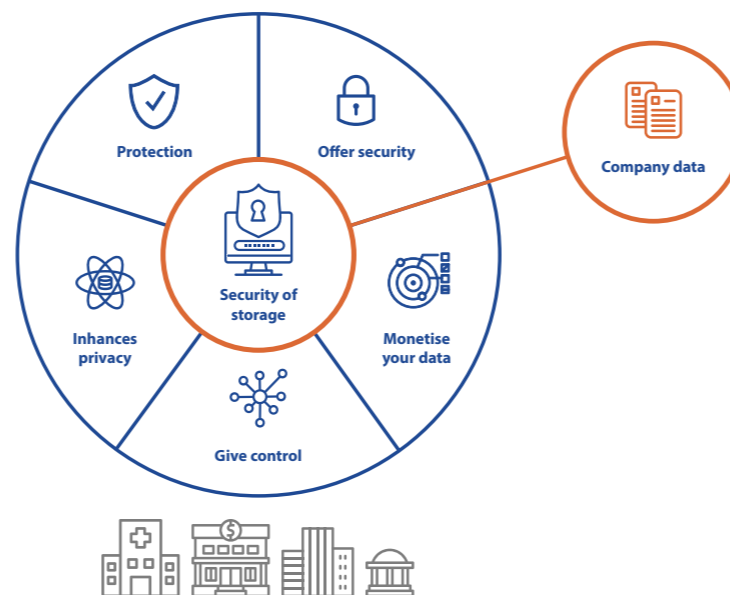 Protection
Offer security
Company data
Security of
storage
Inhances
privacy
Monetise
your data
Give control
$